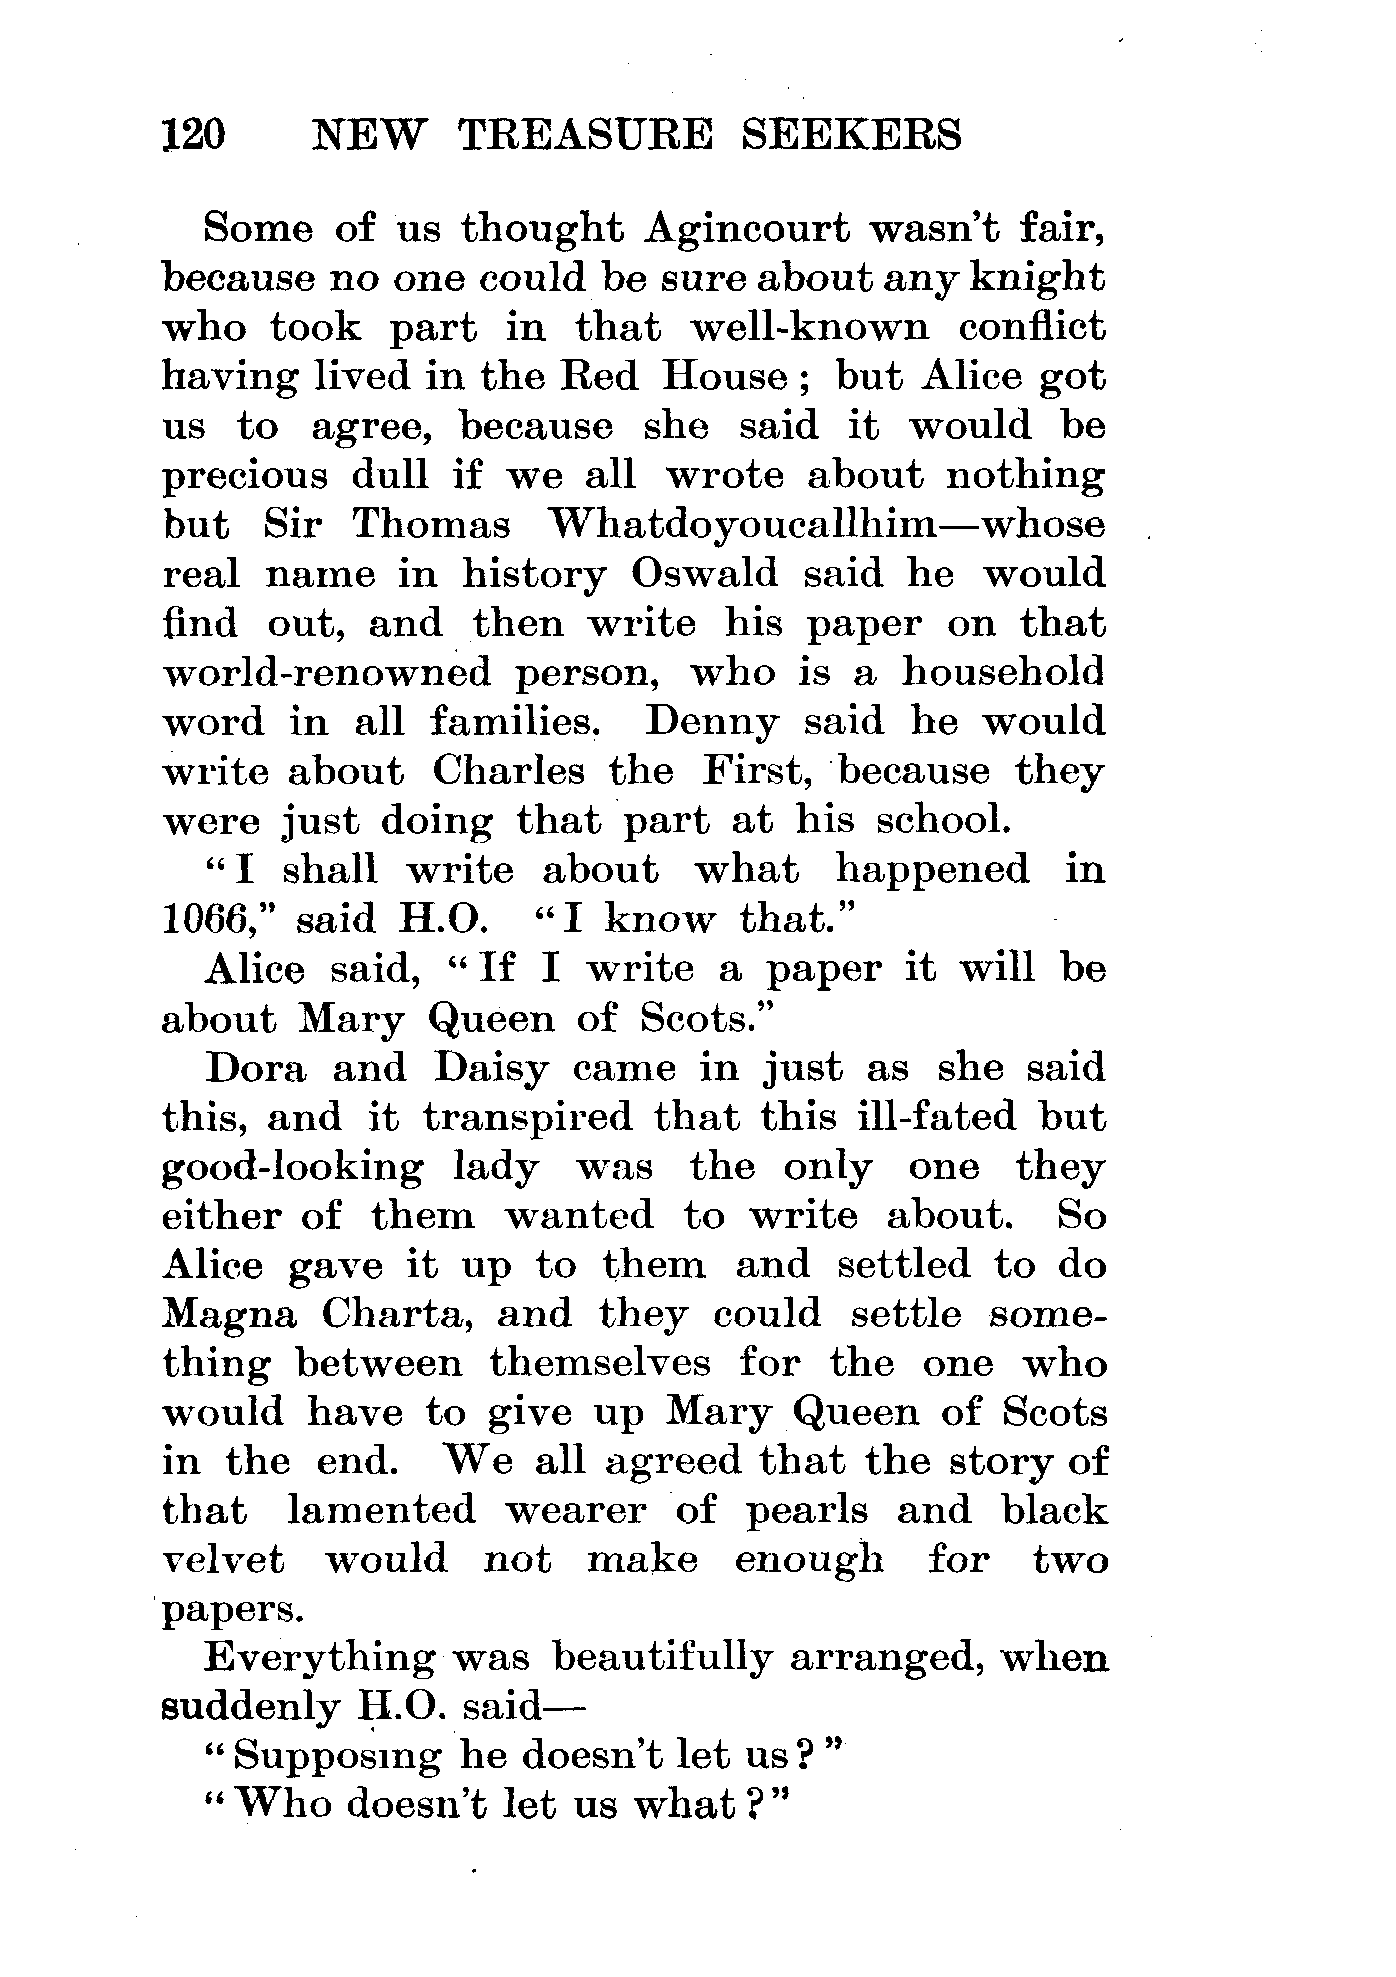 120 NEW TREASURE SEEKERS
Some of us thought Agincourt wasn't fair,
because no one could be sure about any knight
who took part in that well-known conflict
having lived in the Red House ; but Alice got
us to agree, because she said it would be
precious dull if we all wrote about nothing
but Sir Thomas Whatdoyoucallhim—whose
real name in history Oswald said he would
find out, and then write his paper on that
world-renowned person, who is a household
word in all families. Denny said he would
write about Charles the First, because they
were just doing that part at his school.
"I shall write about what happened in
1066," said H.O. "I know that."
Alice said, "If I write a paper it will be
about Mary Queen of Scots."
Dora and Daisy came in just as she said
this, and it transpired that this ill-fated but
good-looking lady was the only one they
either of them wanted to write about. So
Alice gave it up to them and settled to do
Magna Charta, and they could settle some-
thing between themselves for the one who
would have to give up Mary Queen of Scots
in the end. We all agreed that the story of
that lamented wearer of pearls and black
velvet would not make enough for two
papers.
Everything was beautifully arranged, when
suddenly H.O. said—
"Supposing he doesn't let us?"
"Who doesn't let us what?"